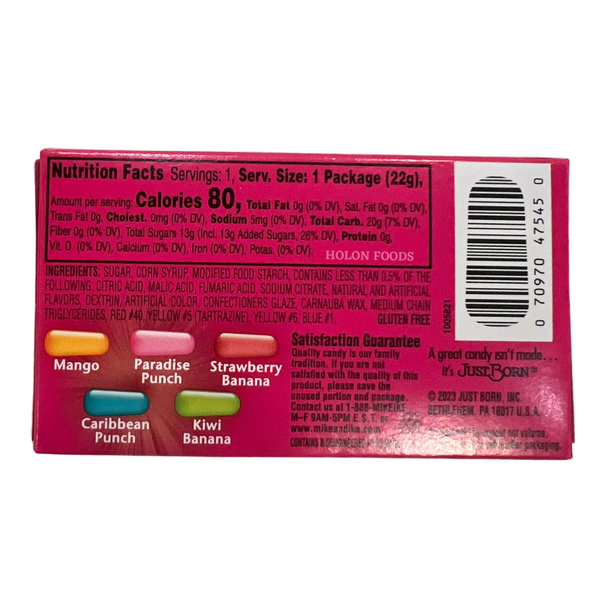 Nutrition Facts Servings: 1, Serv. Size: 1 Package (22g),
Amount per serving: Calories 80, Total Fat 0g (0% DV), Sat. Fat 0g (0% DV),
Trans Fat 0g, Cholest. 0mg (0% DV), Sodium 5mg (0% DV), Total Carb. 20g (7% DV),
Fiber 0g (0% DV), Total Sugars 13g (Incl. 13g Added Sugars, 26% DV), Protein 0g,
Vit. D (0% DV), Calcium (0% DV), Iron (0% DV), Potas. (0% DV).
HOLON FOODS
INGREDIENTS: SUGAR, CORN SYRUP, MODIFIED FOOD STARCH, CONTAINS LESS THAN 0.5% OF THE
FOLLOWING, CITRIC ACID, MALIC ACID, FUMARIC ACID, SODIUM CITRATE, NATURAL AND ARTIFICIAL
FLAVORS, DEXTRIN, ARTIFICIAL COLOR, CONFECTIONERS GLAZE, CARNAUBA WAX, MEDIUM CHAIN
TRIGLYCERIDES, RED #40, YELLOW #5 (TARTRAZINE), YELLOW #6, BLUE #1.
GLUTEN FREE
Mango
Paradise
Punch
Strawberry
Banana
Caribbean
Punch
Kiwi
Banana
Satisfaction Guarantee
Quality candy is our family
tradition. If you are not
satisfied with the quality of this
product, please save the
unused portion and package.
Contact us at 1-888-MIKEIKE
M-F 9AM-5PM E.S.T. or
www.mikeandike.com
CONTAINS
1005821
0 70970 47545 0
A great candy isn't made...
it's JUST BORN®
© 2023 JUST BORN, INC.
BETHLEHEM, PA 18017 U.S.A.
not volume.
packaging.